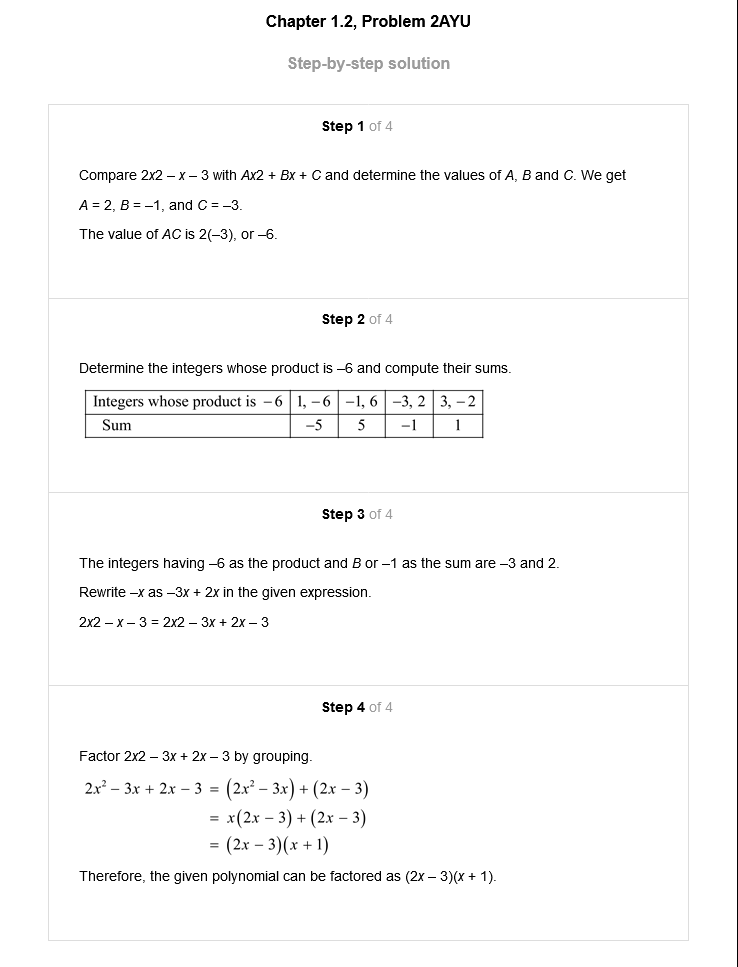 Chapter 1.2, Problem 2AYU
Step-by-step solution
Step 1 of 4
Compare 2x2 – x – 3 with Ax2 + Bx + C and determine the values of A, B and C. We get
A = 2, B = –1, and C = –3.
The value of AC is 2(–3), or –6.
Step 2 of 4
Determine the integers whose product is –6 and compute their sums.
Integers whose product is −6 1, −6 −1, 6 −3, 2 3, −2
Sum −5 5 −1 1
Step 3 of 4
The integers having –6 as the product and B or –1 as the sum are –3 and 2.
Rewrite –x as –3x + 2x in the given expression.
2x2 – x – 3 = 2x2 – 3x + 2x – 3
Step 4 of 4
Factor 2x2 – 3x + 2x – 3 by grouping.
2x² − 3x + 2x − 3 = (2x² − 3x) + (2x − 3)
= x(2x − 3) + (2x − 3)
= (2x − 3)(x + 1)
Therefore, the given polynomial can be factored as (2x – 3)(x + 1).